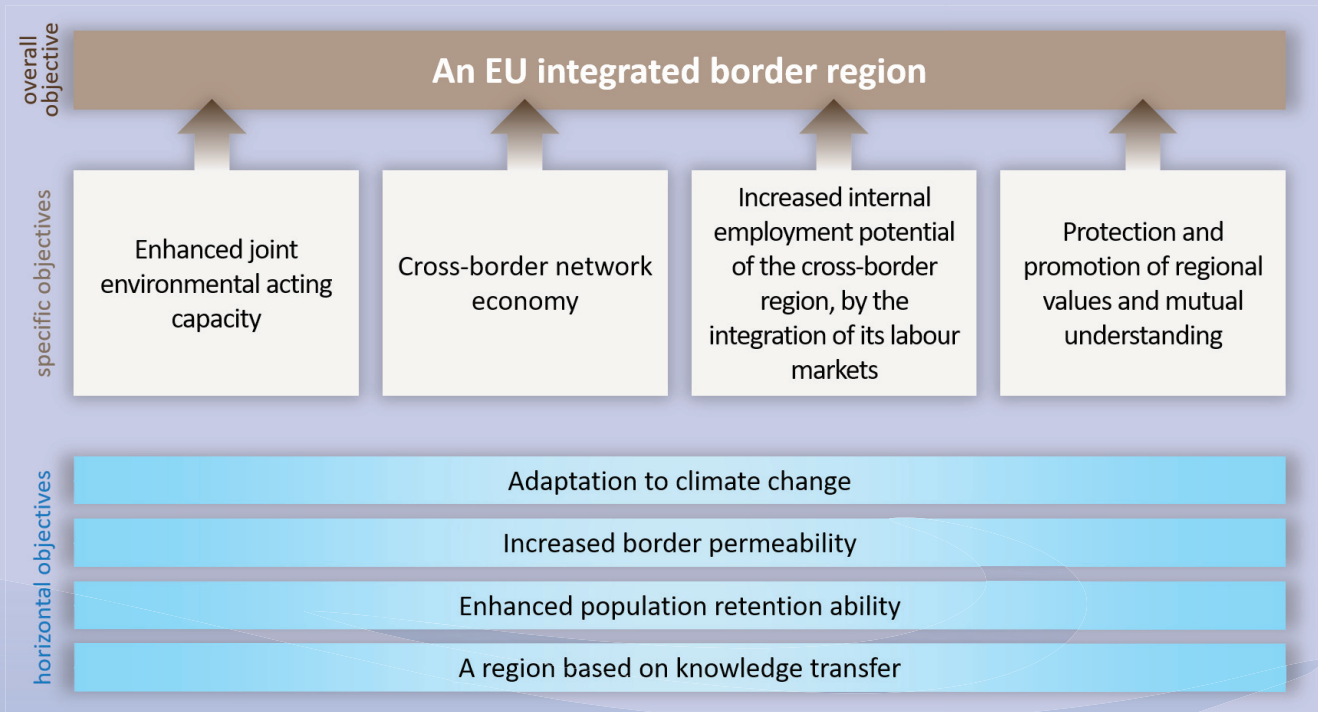 overall
objective
An EU integrated border region
specific objectives
Enhanced joint
environmental acting
capacity
Cross-border network
economy
Increased internal
employment potential
of the cross-border
region, by the
integration of its labour
markets
Protection and
promotion of regional
values and mutual
understanding
horizontal objectives
Adaptation to climate change
Increased border permeability
Enhanced population retention ability
A region based on knowledge transfer